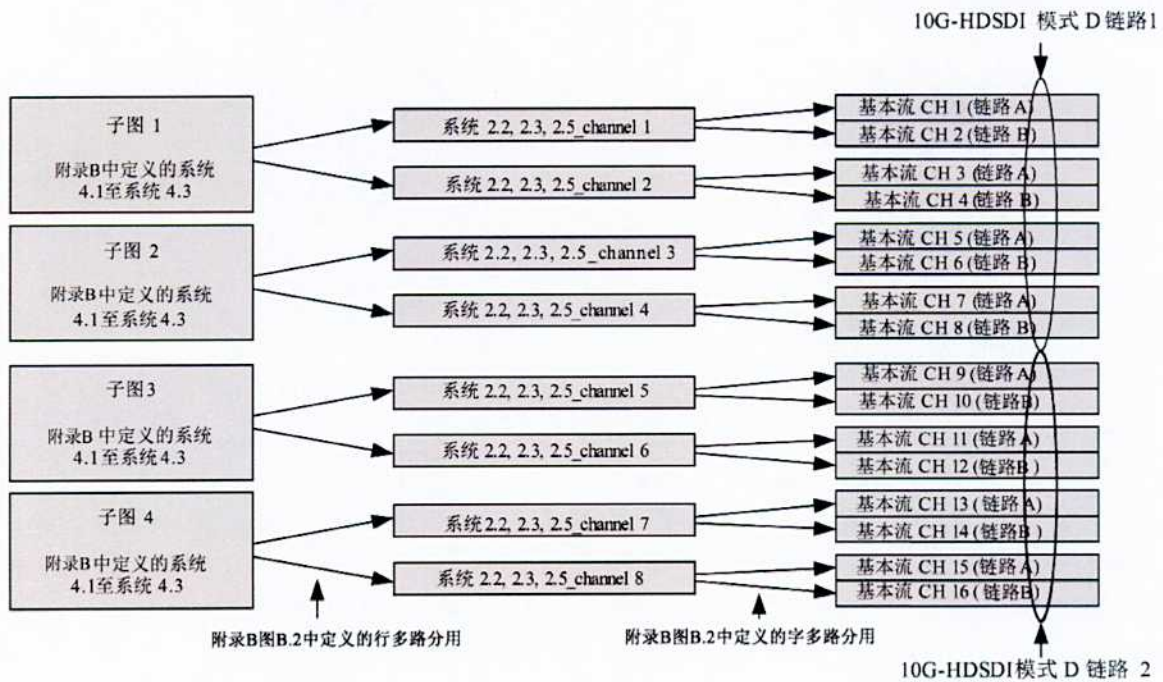 10G-HDSDI 模式 D 链路1
子图 1
附录B中定义的系统
4.1至系统 4.3
系统 2.2, 2.3, 2.5_channel 1
系统 2.2, 2.3, 2.5_channel 2
基本流 CH 1 (链路 A)
基本流 CH 2 (链路 B)
基本流 CH 3 (链路 A)
基本流 CH 4 (链路 B)
子图 2
附录B中定义的系统
4.1至系统4.3
系统 2.2, 2.3, 2.5_channel 3
系统 2.2, 2.3, 2.5_channel 4
基本流 CH 5 (链路 A)
基本流 CH 6 (链路 B)
基本流 CH 7 (链路 A)
基本流 CH 8 (链路 B)
子图3
附录B 中定义的系统
4.1至系统 4.3
系统 2.2, 2.3, 2.5_channel 5
系统 2.2, 2.3, 2.5_channel 6
基本流 CH 9 (链路 A)
基本流 CH 10 (链路B)
基本流 CH 11 (链路 A)
基本流 CH 12 (链路B )
子图 4
附录B中定义的系统
4.1至系统 4.3
系统2.2, 2.3, 2.5_channel 7
系统 2.2, 2.3, 2.5_channel 8
基本流 CH 13 (链路 A)
基本流 CH 14 (链路B )
基本流 CH 15 (链路A)
基本流 CH 16 (链路B)
附录B图B.2中定义的行多路分用
附录B图B.2中定义的字多路分用
10G-HDSDI模式 D 链路 2